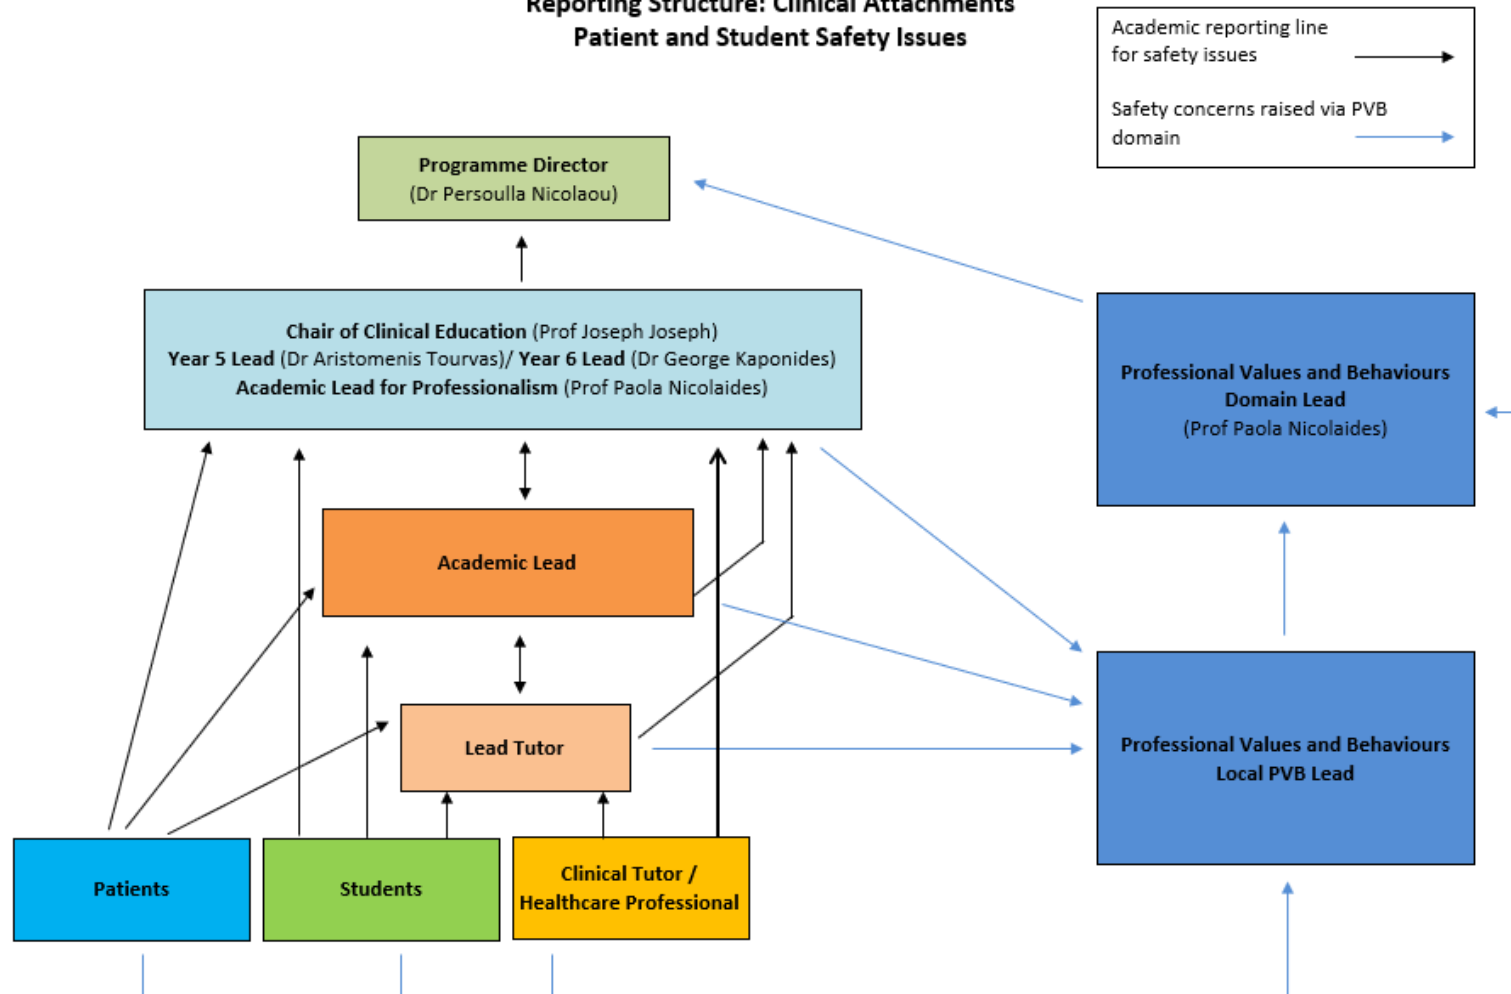 Reporting Structure: Clinical Attachments
Patient and Student Safety Issues
Academic reporting line
for safety issues
Safety concerns raised via PVB
domain
Programme Director
(Dr Persoulla Nicolaou)
Chair of Clinical Education (Prof Joseph Joseph)
Year 5 Lead (Dr Aristomenis Tourvas)/ Year 6 Lead (Dr George Kaponides)
Academic Lead for Professionalism (Prof Paola Nicolaides)
Professional Values and Behaviours
Domain Lead
(Prof Paola Nicolaides)
Academic Lead
Lead Tutor
Professional Values and Behaviours
Local PVB Lead
Patients
Students
Clinical Tutor /
Healthcare Professional